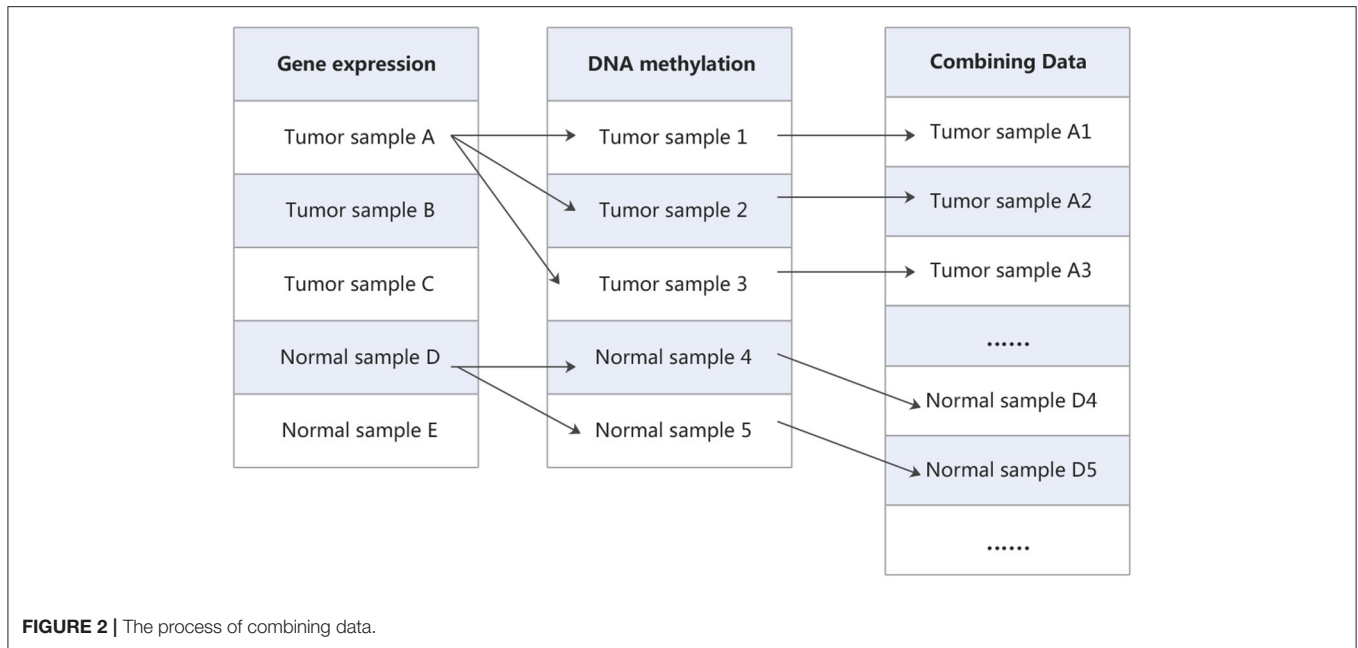 Gene expression
Tumor sample A
Tumor sample B
Tumor sample C
Normal sample D
Normal sample E
DNA methylation
Tumor sample 1
Tumor sample 2
Tumor sample 3
Normal sample 4
Normal sample 5
Combining Data
Tumor sample A1
Tumor sample A2
Tumor sample A3
......
Normal sample D4
Normal sample D5
......
FIGURE 2 | The process of combining data.